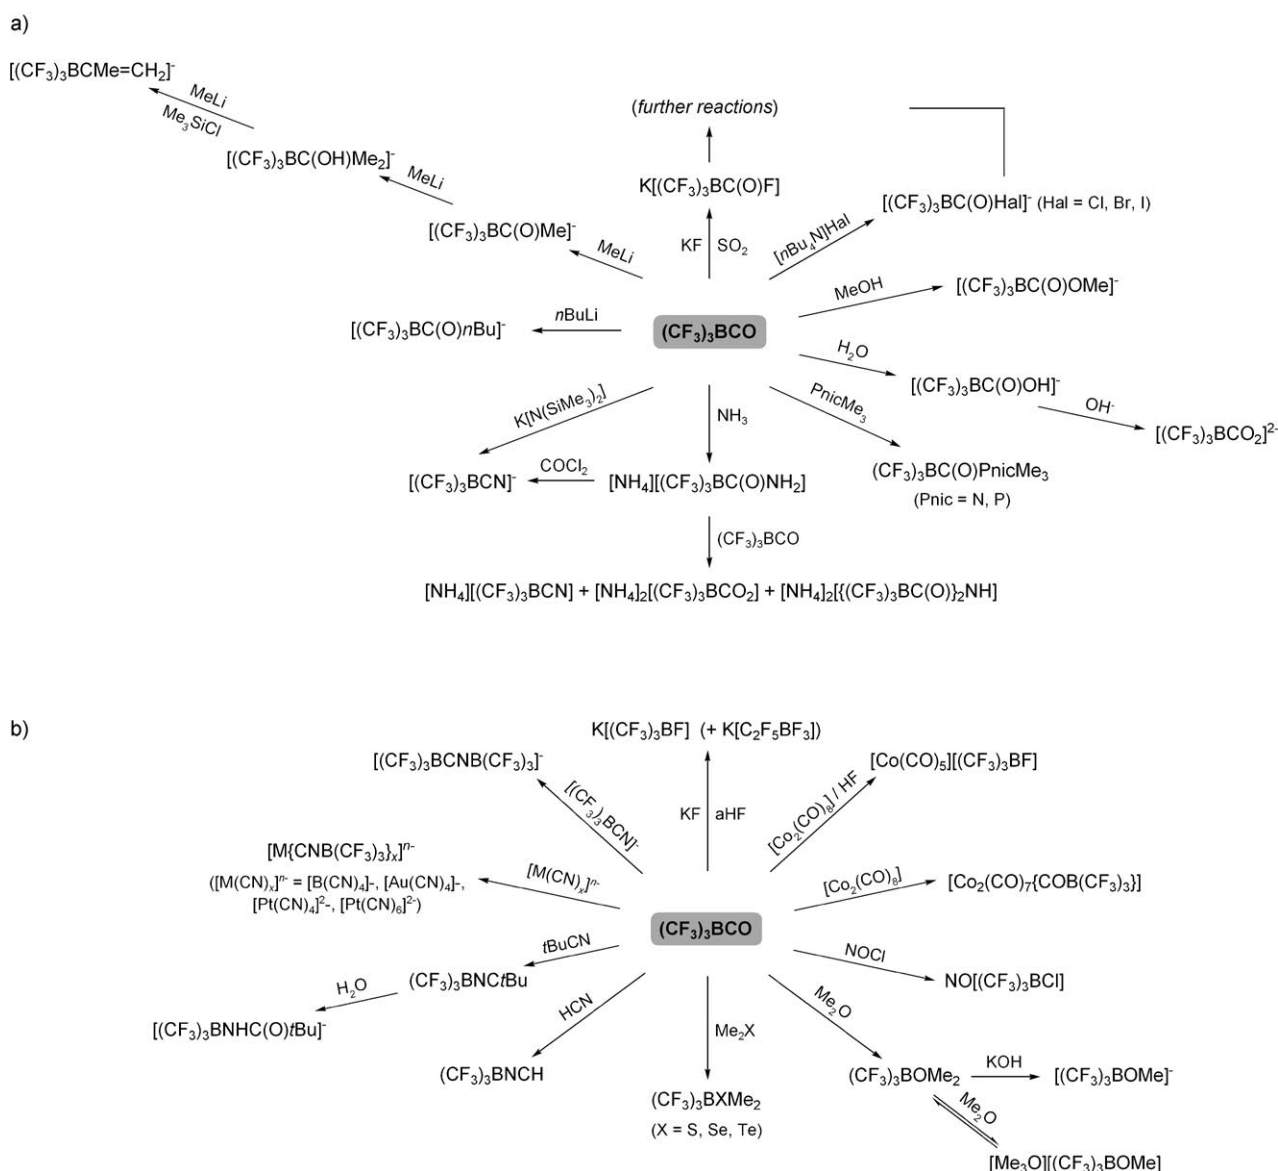 a)
[(CF₃)₃BCMe=CH₂]⁻
MeLi
Me₃SiCl
[(CF₃)₃BC(OH)Me₂]⁻
MeLi
[(CF₃)₃BC(O)Me]⁻
MeLi
(further reactions)
K[(CF₃)₃BC(O)F]
KF
SO₂
[nBu₄N]Hal
[(CF₃)₃BC(O)Hal]⁻ (Hal = Cl, Br, I)
MeOH
[(CF₃)₃BC(O)OMe]⁻
[(CF₃)₃BC(O)nBu]⁻
nBuLi
(CF₃)₃BCO
H₂O
[(CF₃)₃BC(O)OH]⁻
OH⁻
[(CF₃)₃BCO₂]²⁻
K[N(SiMe₃)₂]
NH₃
PnicMe₃
[(CF₃)₃BCN]⁻
COCl₂
[NH₄][(CF₃)₃BC(O)NH₂]
(CF₃)₃BC(O)PnicMe₃
(Pnic = N, P)
(CF₃)₃BCO
[NH₄][(CF₃)₃BCN] + [NH₄]₂[(CF₃)₃BCO₂] + [NH₄]₂[{(CF₃)₃BC(O)}₂NH]
b)
K[(CF₃)₃BF] (+ K[C₂F₅BF₃])
[(CF₃)₃BCNB(CF₃)₃]⁻
[Co(CO)₅][(CF₃)₃BF]
[(CF₃)₃BCN]⁻
KF
aHF
[Co₂(CO)₈] / HF
[M{CNB(CF₃)₃}ₓ]ⁿ⁻
([M(CN)ₓ]ⁿ⁻ = [B(CN)₄]-, [Au(CN)₄]-,
[Pt(CN)₄]²-, [Pt(CN)₆]²⁻)
[M(CN)ₓ]ⁿ⁻
[Co₂(CO)₈]
[Co₂(CO)₇{COB(CF₃)₃}]
(CF₃)₃BCO
tBuCN
(CF₃)₃BNCtBu
H₂O
[(CF₃)₃BNHC(O)tBu]⁻
NOCl
NO[(CF₃)₃BCl]
HCN
(CF₃)₃BNCH
Me₂X
(CF₃)₃BXMe₂
(X = S, Se, Te)
Me₂O
(CF₃)₃BOMe₂
KOH
[(CF₃)₃BOMe]⁻
Me₂O
[Me₃O][(CF₃)₃BOMe]